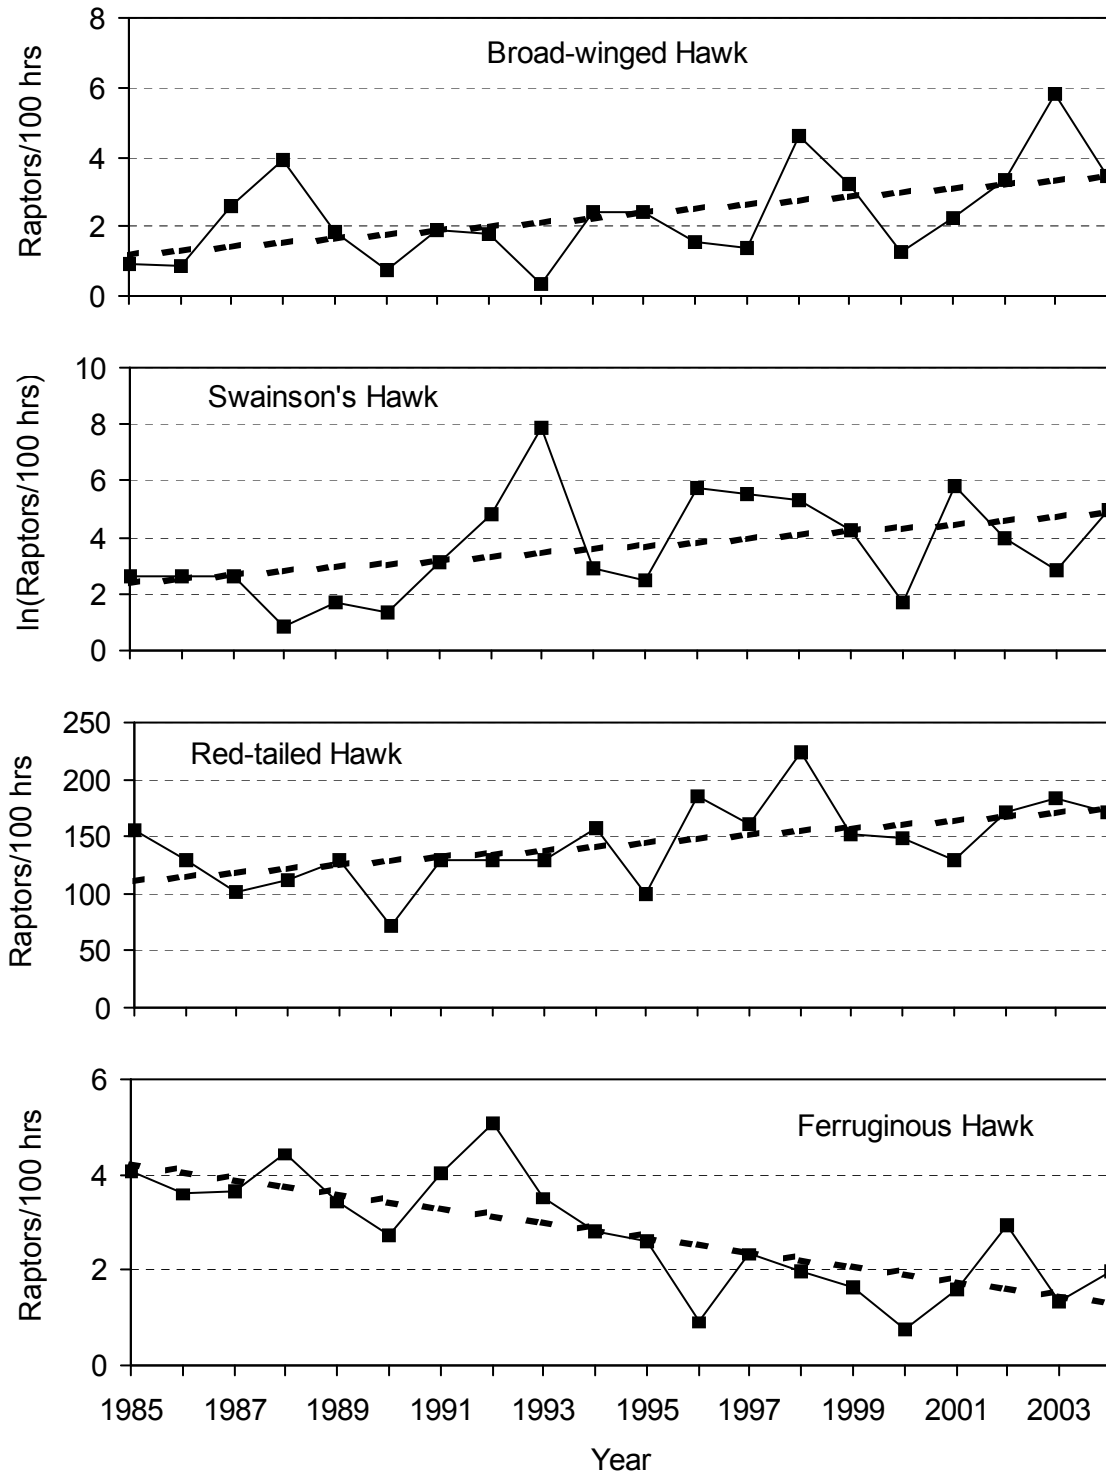 Broad-winged Hawk
Raptors/100 hrs
8
6
4
2
0
Swainson's Hawk
ln(Raptors/100 hrs)
10
8
6
4
2
0
Red-tailed Hawk
Raptors/100 hrs
250
200
150
100
50
0
Ferruginous Hawk
Raptors/100 hrs
6
4
2
0
1985 1987 1989 1991 1993 1995 1997 1999 2001 2003
Year